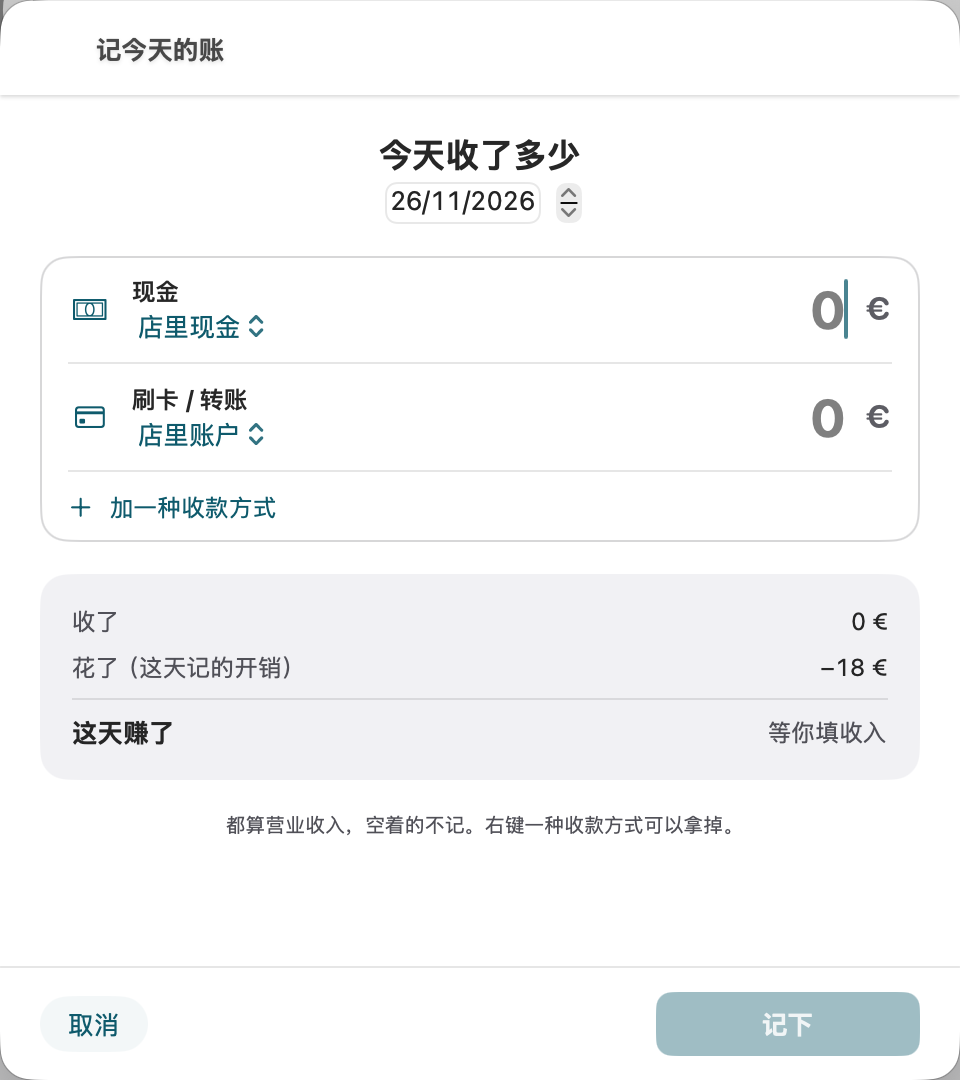 记今天的账
今天收了多少
26/11/2026
现金
店里现金
0 €
刷卡 / 转账
店里账户
0 €
+ 加一种收款方式
收了 0 €
花了（这天记的开销） −18 €
这天赚了 等你填收入
都算营业收入，空着的不记。右键一种收款方式可以拿掉。
取消 记下